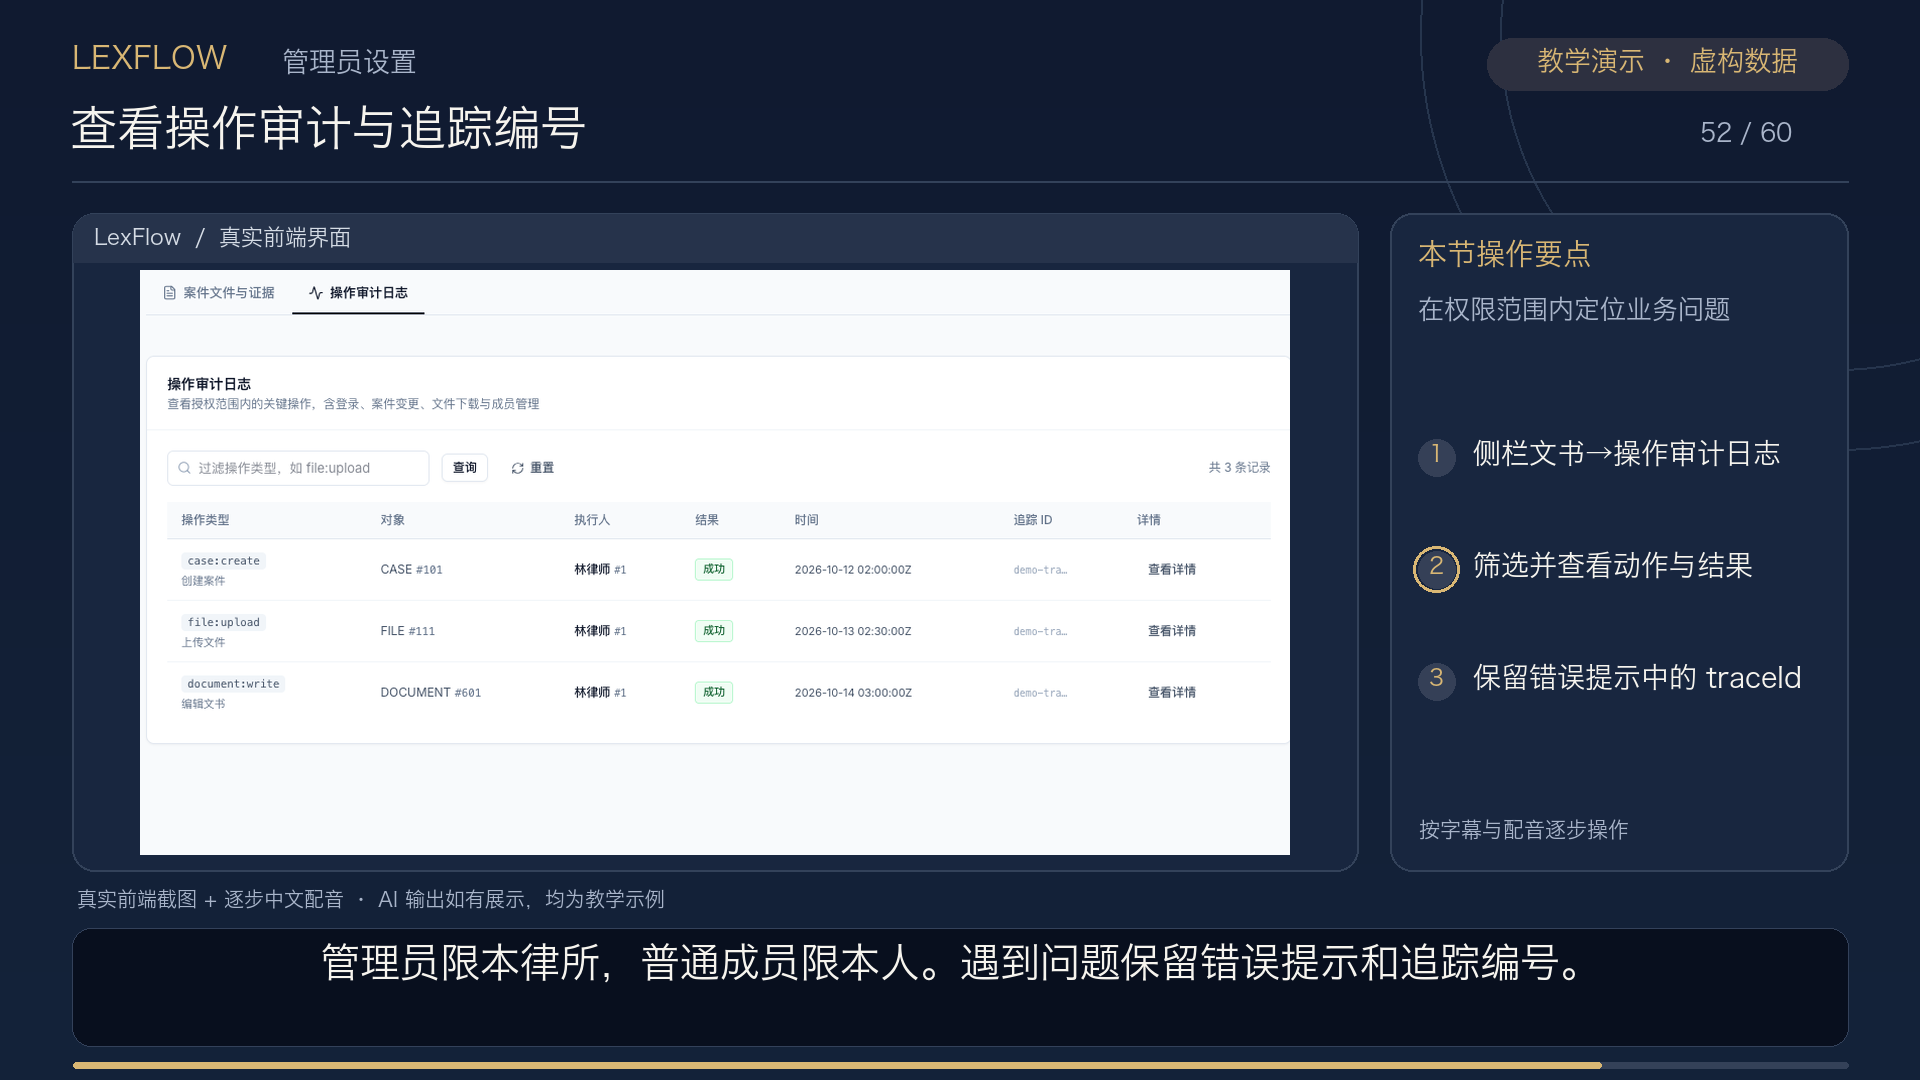 LEXFLOW 管理员设置
教学演示 · 虚构数据
查看操作审计与追踪编号
52 / 60
LexFlow / 真实前端界面
案件文件与证据 操作审计日志
操作审计日志
查看授权范围内的关键操作，含登录、案件变更、文件下载与成员管理
过滤操作类型，如 file:upload 查询 重置 共 3 条记录
操作类型 对象 执行人 结果 时间 追踪 ID 详情
case:create
创建案件
CASE #101 林律师 #1 成功 2026-10-12 02:00:00Z demo-tra… 查看详情
file:upload
上传文件
FILE #111 林律师 #1 成功 2026-10-13 02:30:00Z demo-tra… 查看详情
document:write
编辑文书
DOCUMENT #601 林律师 #1 成功 2026-10-14 03:00:00Z demo-tra… 查看详情
本节操作要点
在权限范围内定位业务问题
1 侧栏文书→操作审计日志
2 筛选并查看动作与结果
3 保留错误提示中的 traceId
按字幕与配音逐步操作
真实前端截图 + 逐步中文配音 · AI 输出如有展示，均为教学示例
管理员限本律所，普通成员限本人。遇到问题保留错误提示和追踪编号。